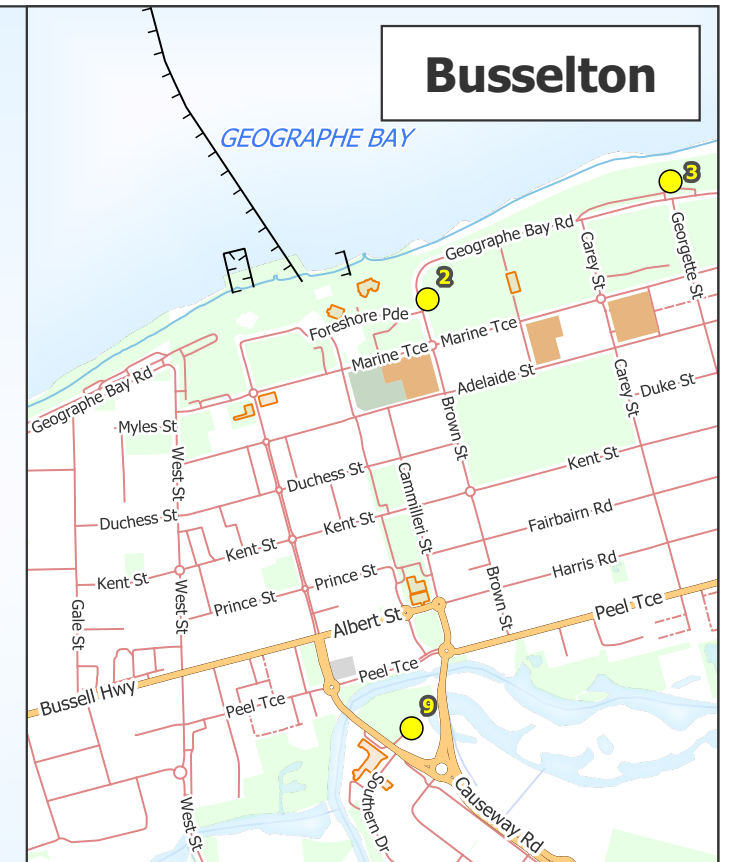 Busselton
GEOGRAPHE BAY
3
Geographe Bay Rd
Georgette St
Carey St
2
Foreshore Pde
Marine Tce
Marine Tce
Adelaide St
Geographe Bay Rd
Carey St
Duke St
Myles St
Brown St
West St
Kent St
Duchess St
Cammilleri St
Duchess St
Kent St
Fairbairn Rd
Kent St
Harris Rd
Kent St
Prince St
Brown St
West St
Prince St
Peel Tce
Gale St
Albert St
Peel Tce
Bussell Hwy
Peel Tce
9
Southern Dr
Causeway Rd
West St